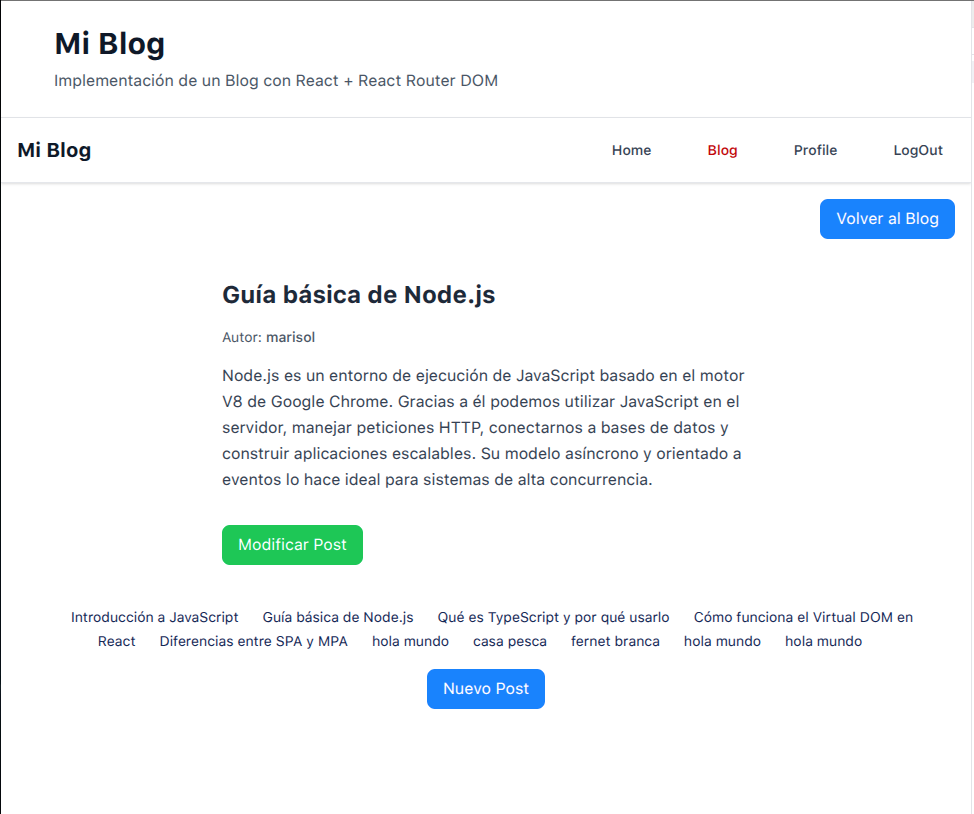 Mi Blog
Implementación de un Blog con React + React Router DOM
Mi Blog
Home
Blog
Profile
LogOut
Volver al Blog
Guía básica de Node.js
Autor: marisol
Node.js es un entorno de ejecución de JavaScript basado en el motor
V8 de Google Chrome. Gracias a él podemos utilizar JavaScript en el
servidor, manejar peticiones HTTP, conectarnos a bases de datos y
construir aplicaciones escalables. Su modelo asíncrono y orientado a
eventos lo hace ideal para sistemas de alta concurrencia.
Modificar Post
Introducción a JavaScript Guía básica de Node.js Qué es TypeScript y por qué usarlo Cómo funciona el Virtual DOM en
React Diferencias entre SPA y MPA hola mundo casa pesca fernet branca hola mundo hola mundo
Nuevo Post